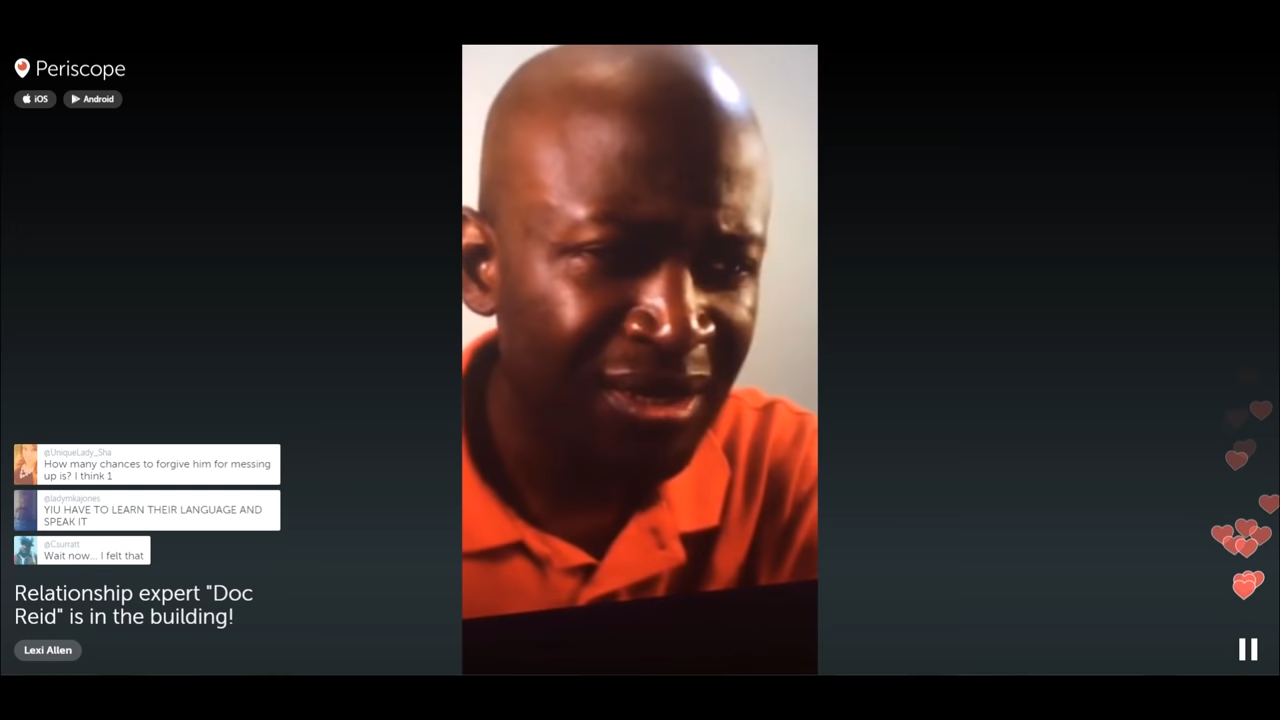 Periscope
iOS
Android
@UniqueLady_Sha
How many chances to forgive him for messing
up is? I think 1
@ladymkajones
YIU HAVE TO LEARN THEIR LANGUAGE AND
SPEAK IT
@Csurratt
Wait now... I felt that
Relationship expert "Doc
Reid" is in the building!
Lexi Allen